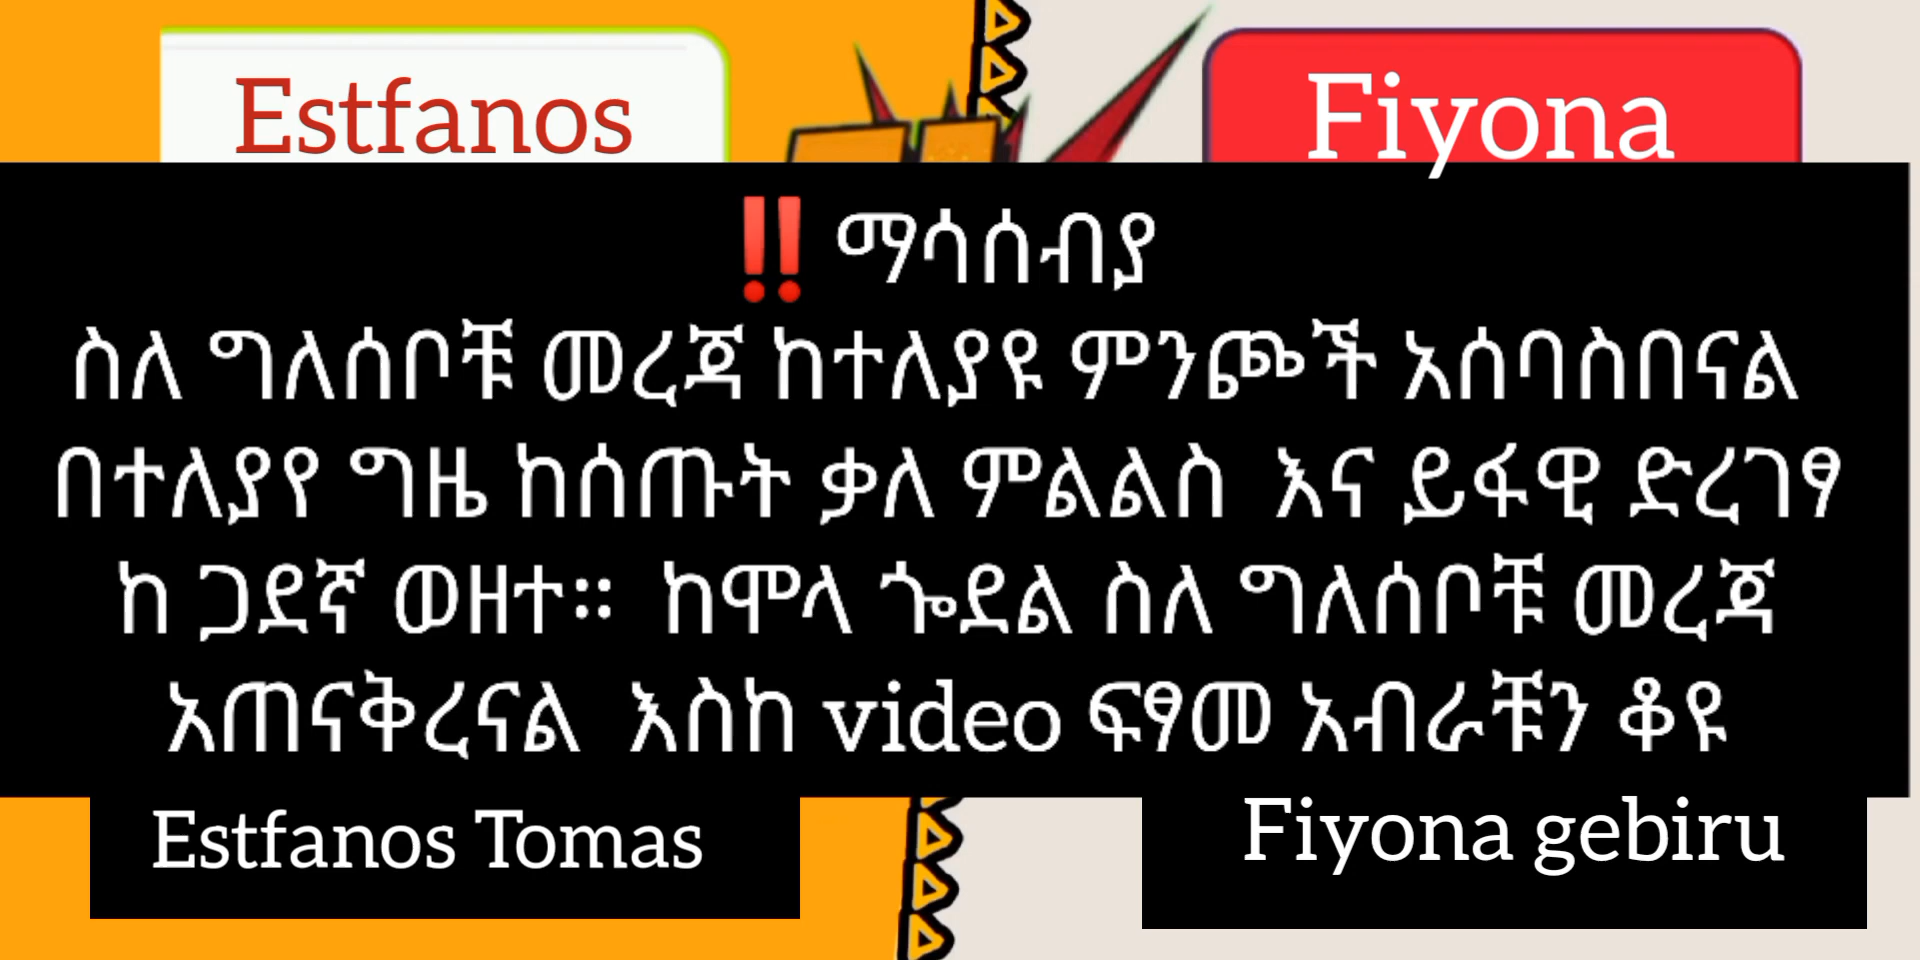 Estfanos
Fiyona
‼️ ማሳሰብያ
ስለ ግለሰቦቹ መረጃ ከተለያዩ ምንጮች አሰባስበናል
በተለያየ ግዜ ከሰጡት ቃለ ምልልስ እና ይፋዊ ድረገፃ
ከ ጋደኛ ወዘተ። ከሞላ ጐደል ስለ ግለሰቦቹ መረጃ
አጠናቅረናል እስከ video ፍፃመ አብራቹን ቆዩ
Estfanos Tomas
Fiyona gebiru